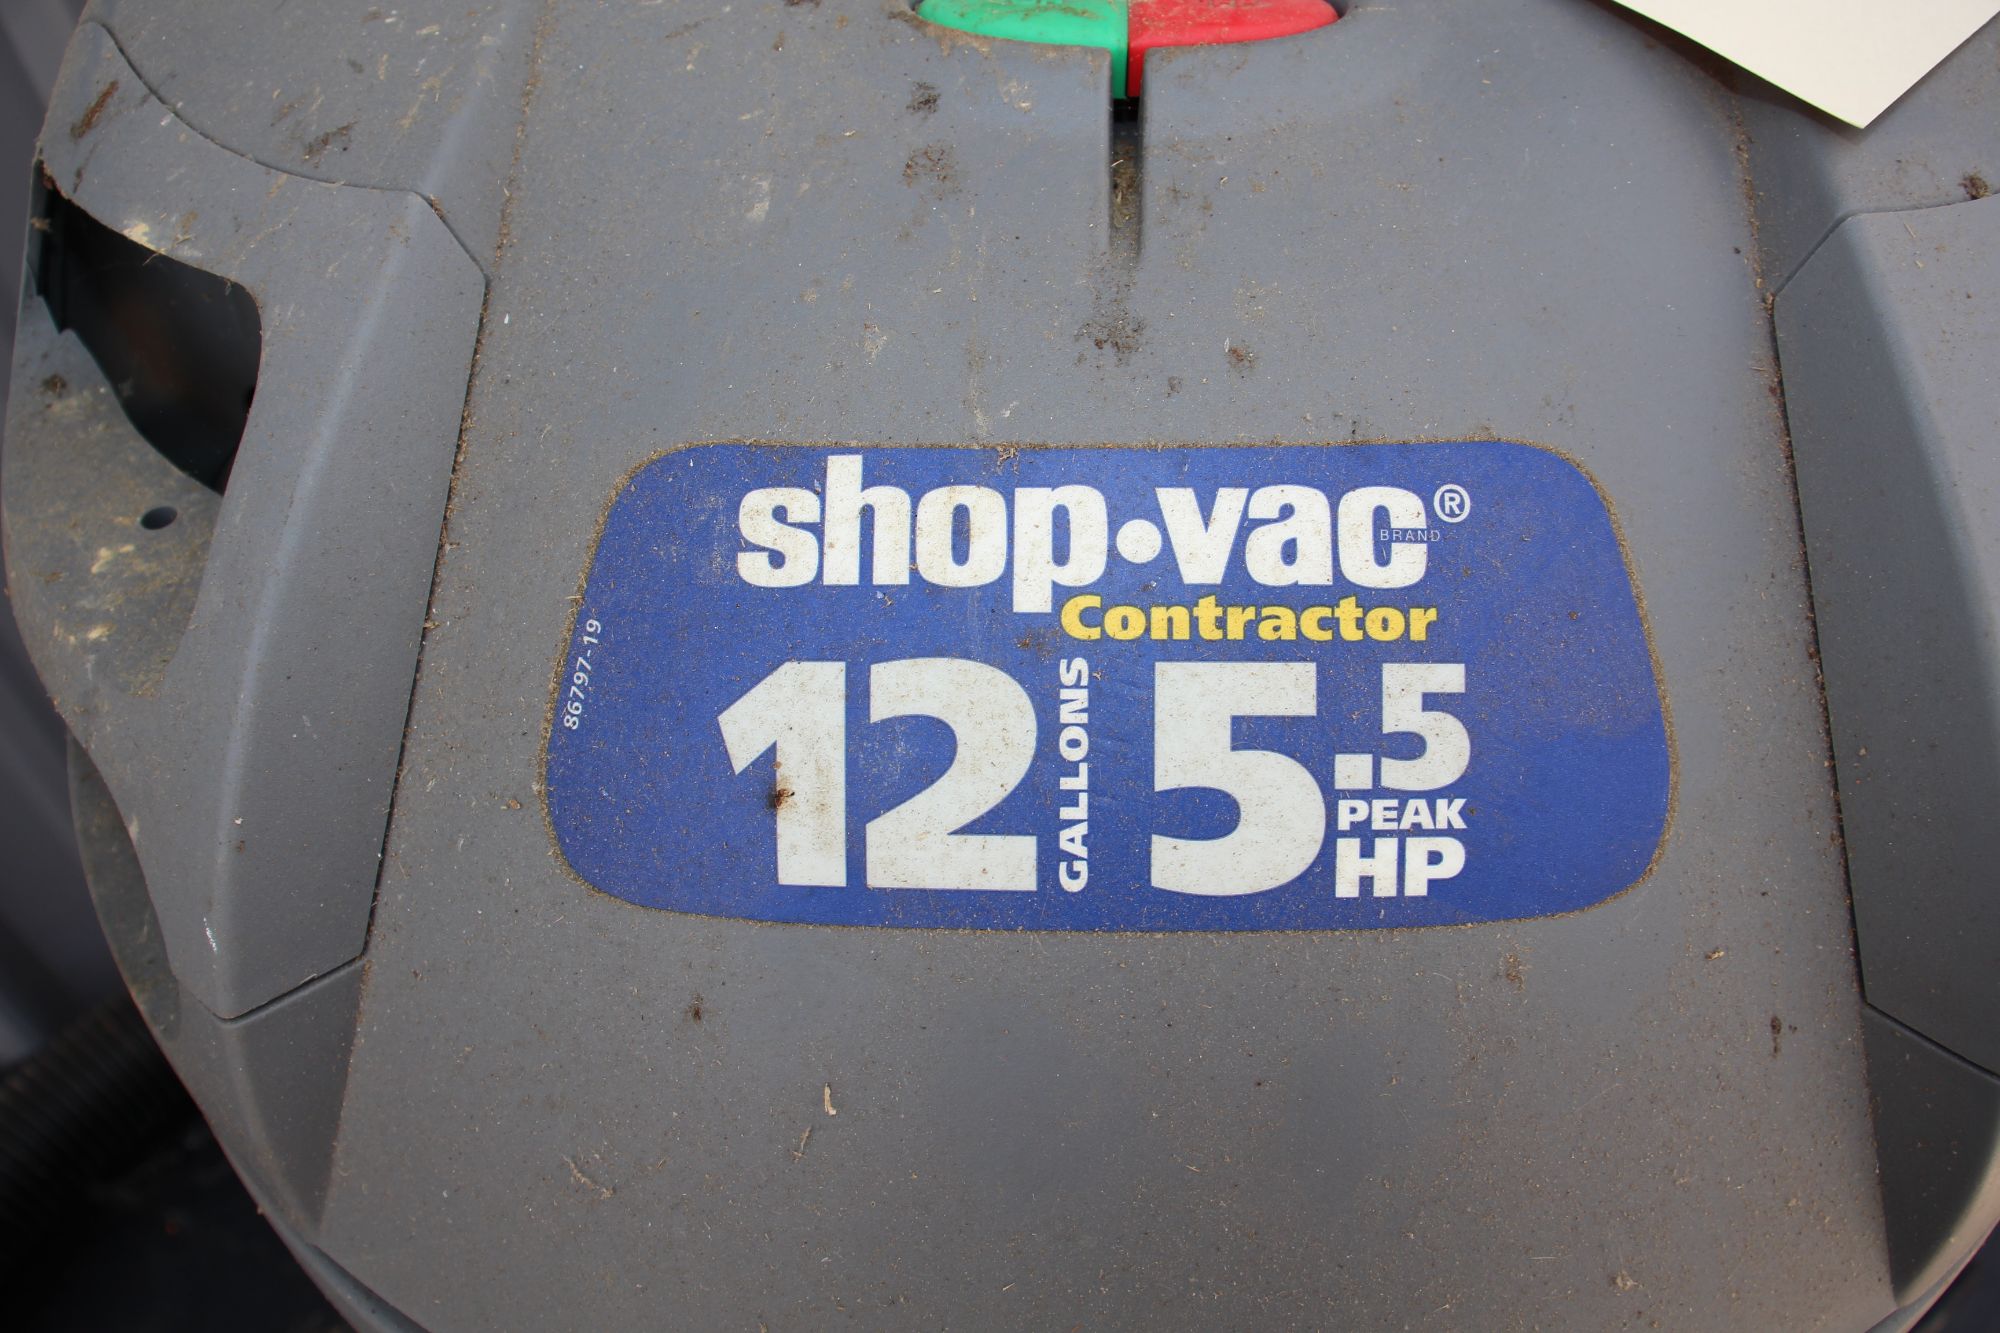 shop·vac®
BRAND
Contractor
86797-19
12 GALLONS 5.5 PEAK HP